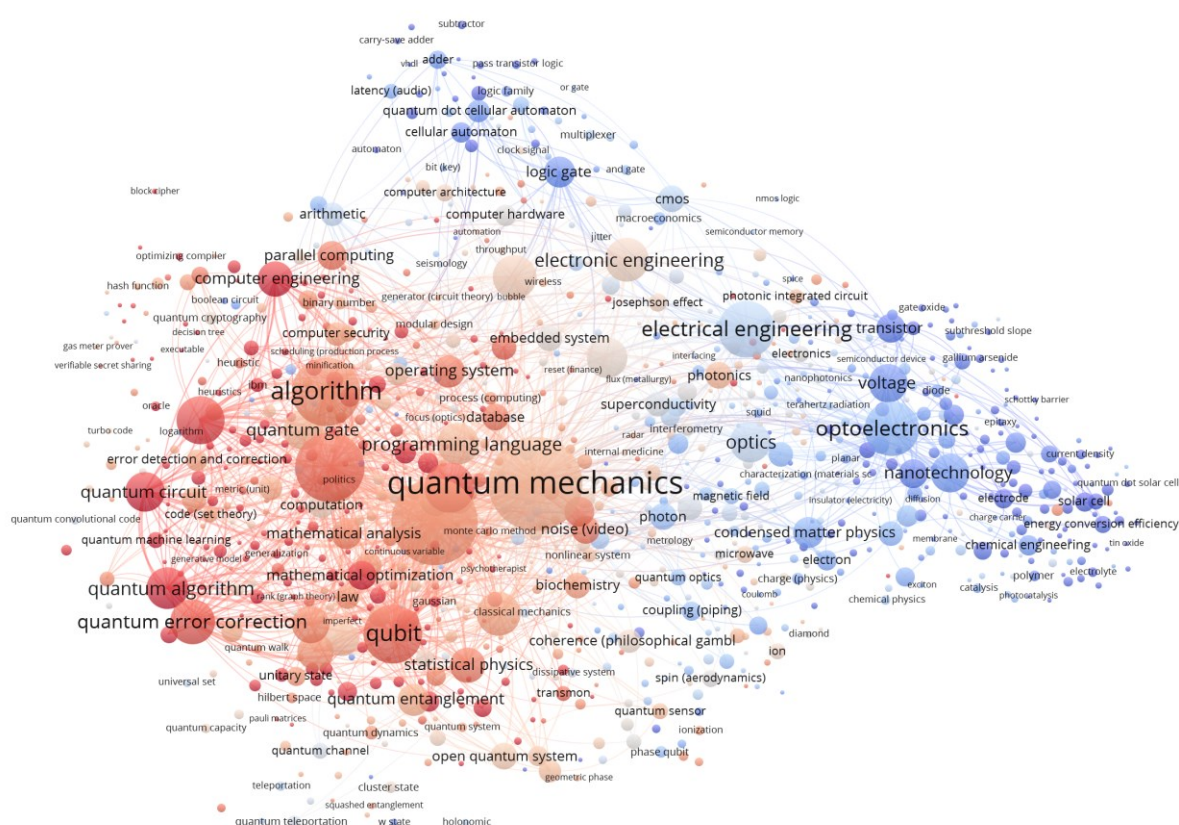 subtractor
carry-save adder
adder
vhdl
pass transistor logic
latency (audio)
logic family
or gate
quantum dot cellular automaton
cellular automaton
multiplexer
automaton
clock signal
bit (key)
logic gate
and gate
block cipher
computer architecture
cmos
nmos logic
arithmetic
computer hardware
macroeconomics
automation
jitter
semiconductor memory
optimizing compiler
parallel computing
throughput
electronic engineering
seismology
hash function
computer engineering
wireless
spice
boolean circuit
binary number
generator (circuit theory)
bubble
josephson effect
photonic integrated circuit
gate oxide
quantum cryptography
modular design
decision tree
computer security
embedded system
electrical engineering
transistor
subthreshold slope
gas meter prover
executable
scheduling (production process
interfacing
electronics
semiconductor device
gallium arsenide
verifiable secret sharing
heuristic
minification
operating system
reset (finance)
flux (metallurgy)
photonics
nanophotonics
voltage
diode
heuristics
ibm
algorithm
process (computing)
superconductivity
squid
terahertz radiation
schottky barrier
oracle
focus (optics)
database
turbo code
logarithm
quantum gate
radar
interferometry
optoelectronics
epitaxy
programming language
internal medicine
optics
planar
current density
error detection and correction
politics
quantum mechanics
characterization (materials sc
nanotechnology
quantum dot solar cell
quantum circuit
metric (unit)
magnetic field
insulator (electricity)
diffusion
electrode
solar cell
quantum convolutional code
code (set theory)
computation
photon
charge carrier
energy conversion efficiency
quantum machine learning
mathematical analysis
monte carlo method
noise (video)
metrology
condensed matter physics
membrane
chemical engineering
tin oxide
generative model
generalization
continuous variable
nonlinear system
microwave
electron
quantum algorithm
mathematical optimization
psychotherapist
biochemistry
quantum optics
charge (physics)
exciton
polymer
electrolyte
rank (graph theory)
law
gaussian
coulomb
chemical physics
catalysis
photocatalysis
quantum error correction
imperfect
qubit
classical mechanics
coupling (piping)
diamond
quantum walk
coherence (philosophical gambl
ion
statistical physics
dissipative system
universal set
unitary state
spin (aerodynamics)
hilbert space
quantum entanglement
transmon
pauli matrices
quantum sensor
quantum capacity
quantum dynamics
quantum system
ionization
quantum channel
open quantum system
phase qubit
geometric phase
teleportation
cluster state
squashed entanglement
quantum teleportation
w state
holonomic